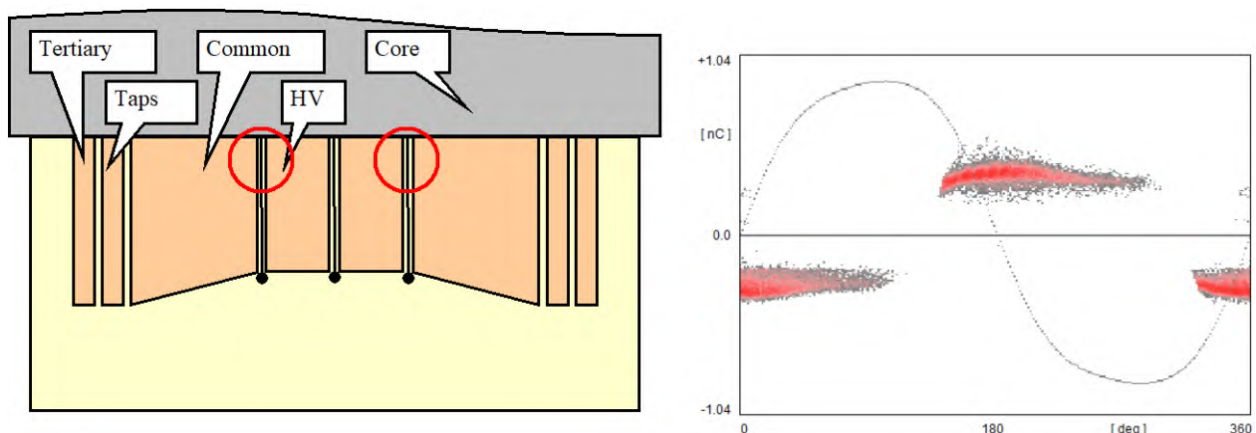 Tertiary
Common
Core
Taps
HV
+1.04
[ nC ]
0.0
-1.04
0
180
[ deg ]
360